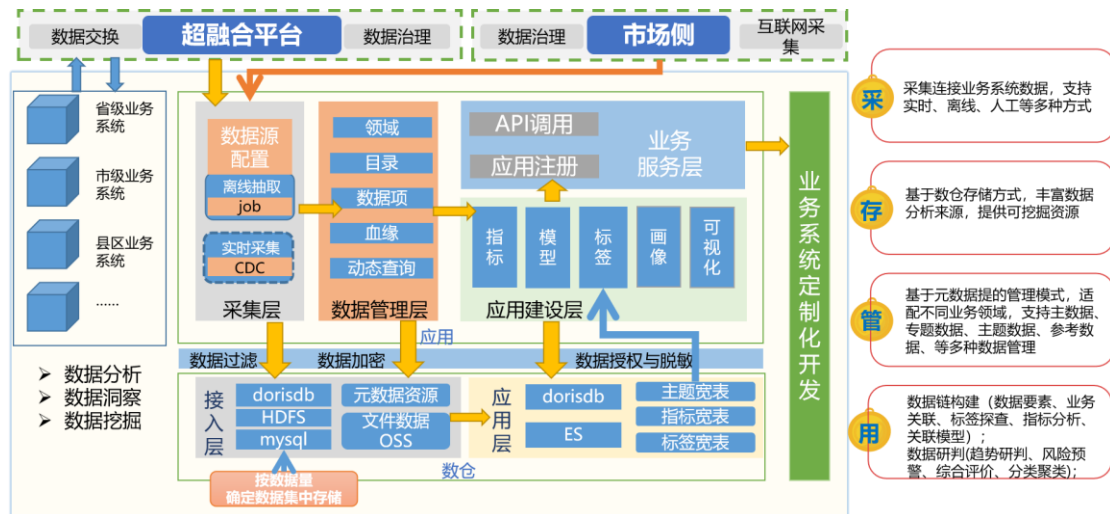 数据交换
超融合平台
数据治理
数据治理
市场侧
互联网采
集
省级业务
系统
市级业务
系统
县区业务
系统
......
数据分析
数据洞察
数据挖掘
数据源
配置
离线抽取
job
实时采集
CDC
采集层
领域
目录
数据项
血缘
动态查询
数据管理层
API调用
应用注册
业务
服务层
指标
模型
标签
画像
可视化
应用建设层
应用
业务系统定制化开发
数据过滤
数据加密
数据授权与脱敏
接入层
dorisdb
HDFS
mysql
元数据资源
文件数据
OSS
应用层
dorisdb
ES
主题宽表
指标宽表
标签宽表
数仓
按数据量
确定数据集中存储
采
采集连接业务系统数据，支持
实时、离线、人工等多种方式
存
基于数仓存储方式，丰富数据
分析来源，提供可挖掘资源
管
基于元数据提的管理模式，适
配不同业务领域，支持主数据、
专题数据、主题数据、参考数
据、等多种数据管理
用
数据链构建（数据要素、业务
关联、标签探查、指标分析、
关联模型）；
数据研判(趋势研判、风险预
警、综合评价、分类聚类)；